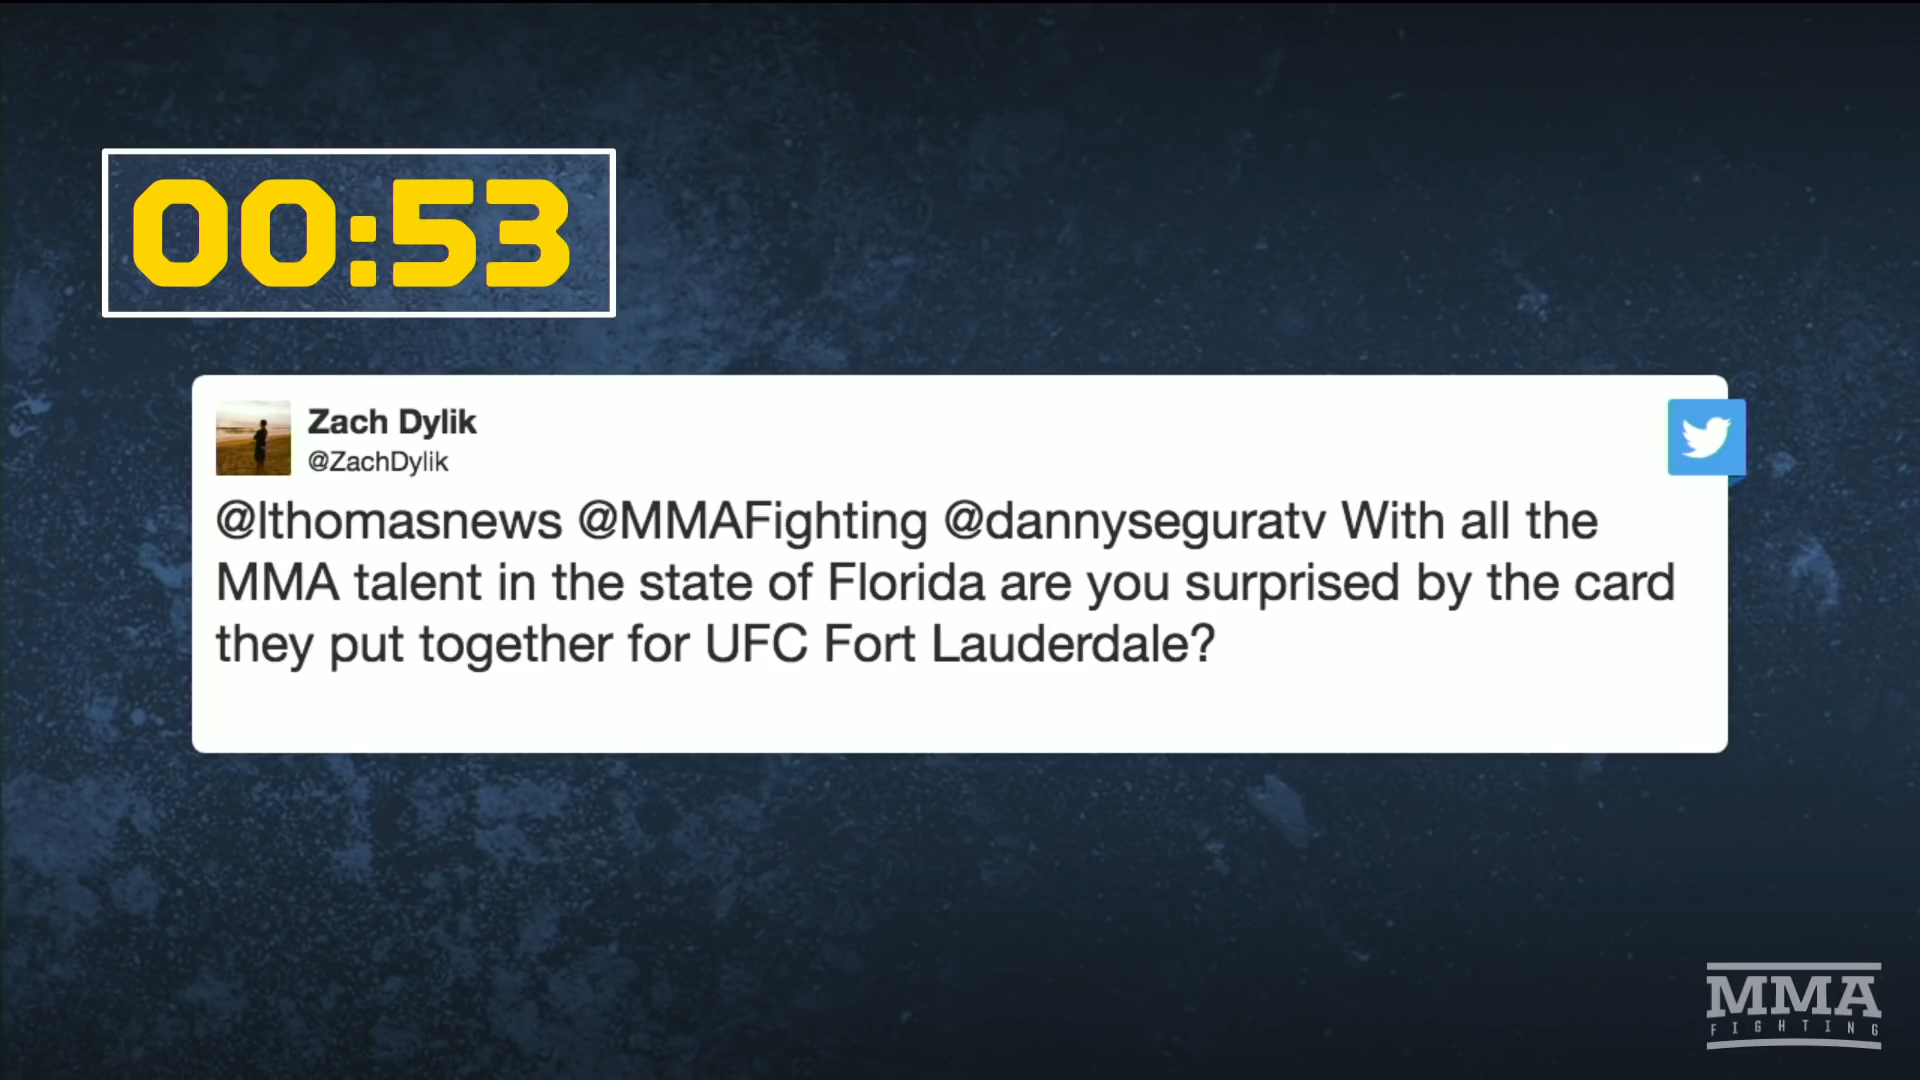 00:53
Zach Dylik
@ZachDylik
@lthomasnews @MMAFighting @dannyseguratv With all the
MMA talent in the state of Florida are you surprised by the card
they put together for UFC Fort Lauderdale?
MMA
FIGHTING